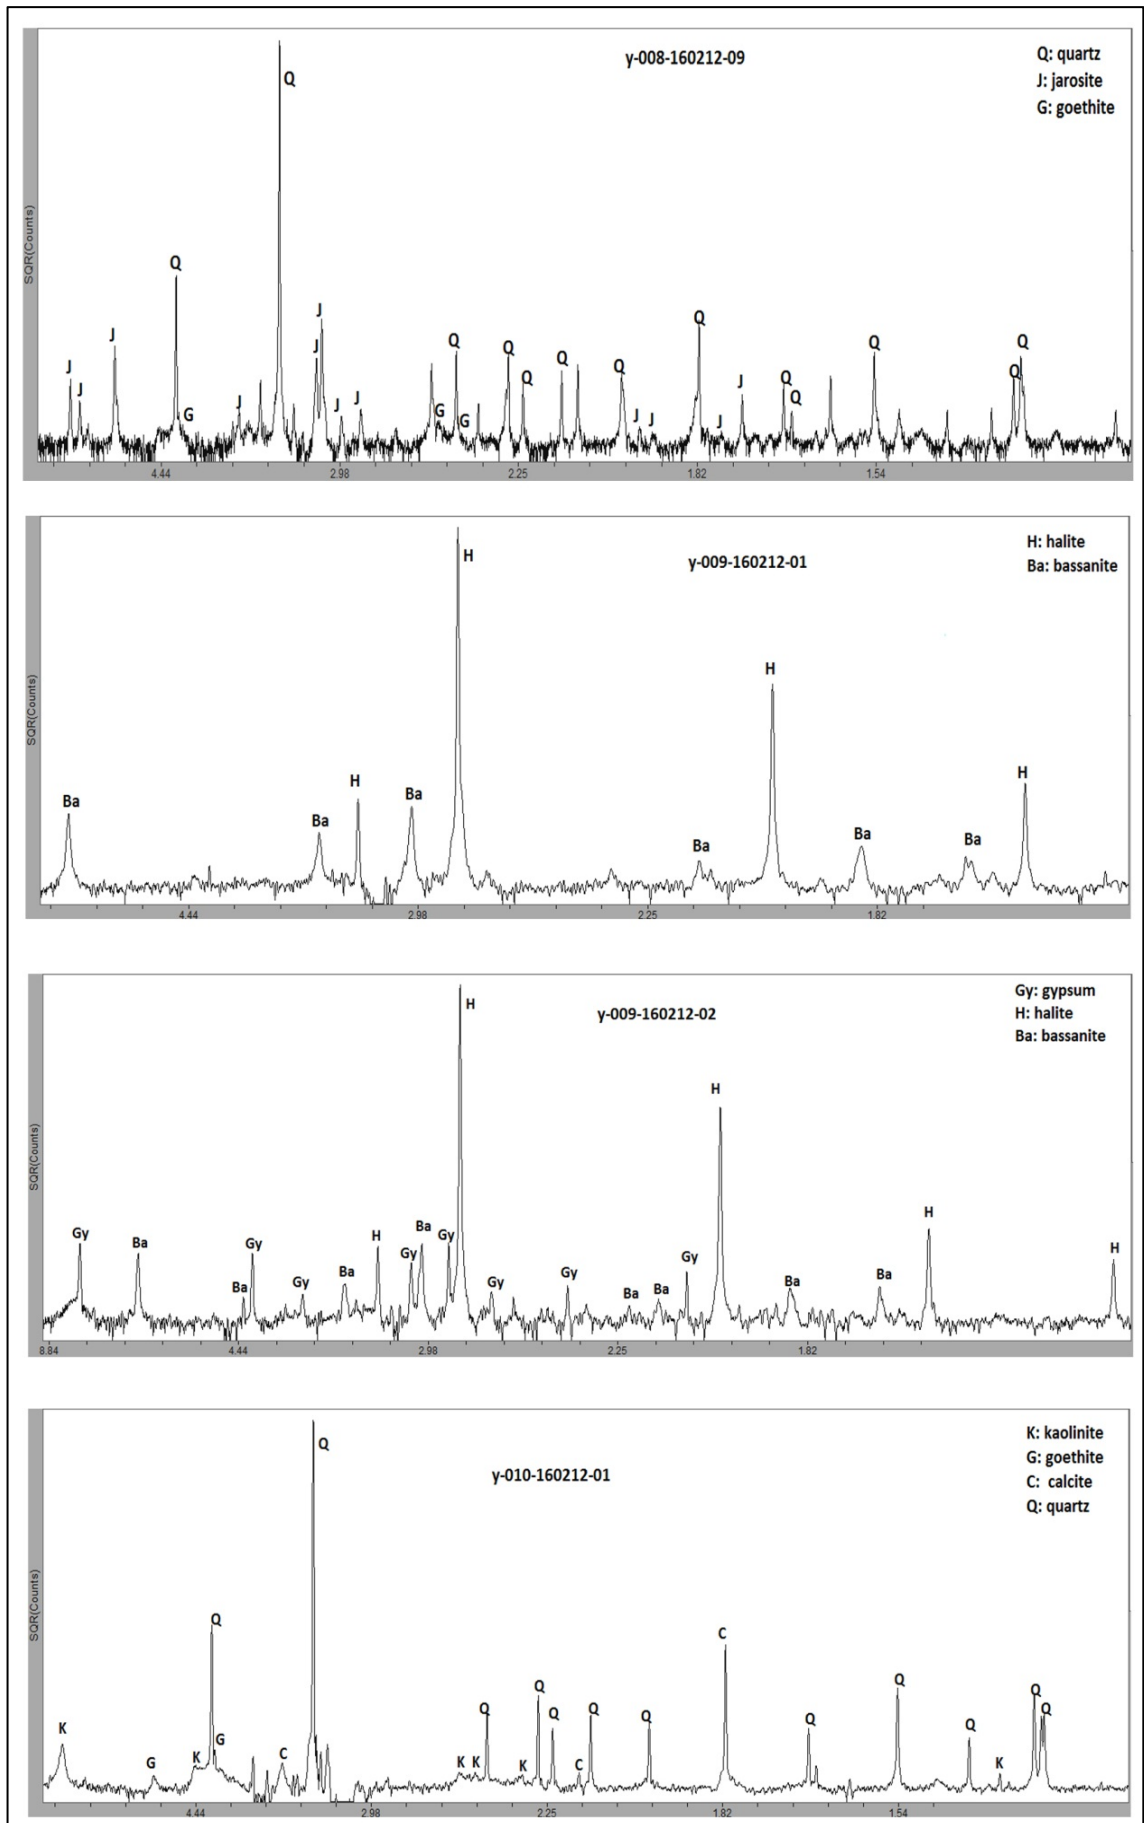 y-008-160212-09
Q: quartz
J: jarosite
G: goethite
SQR(Counts)
Q
Q
J
J
J
G
J
J
J
J
J
G
Q
G
Q
Q
Q
Q
J
J
Q
J
J
Q
Q
Q
Q
Q
4.44 2.98 2.25 1.82 1.54
y-009-160212-01
H: halite
Ba: bassanite
SQR(Counts)
Ba
Ba
H
Ba
H
Ba
H
Ba
Ba
H
4.44 2.98 2.25 1.82
y-009-160212-02
Gy: gypsum
H: halite
Ba: bassanite
SQR(Counts)
Gy
Ba
Ba
Gy
Gy
Ba
H
Gy
Ba
Gy
H
Gy
Gy
Ba
Ba
Gy
H
Ba
Ba
H
H
8.84 4.44 2.98 2.25 1.82
y-010-160212-01
K: kaolinite
G: goethite
C: calcite
Q: quartz
SQR(Counts)
K
G
K
Q
G
C
Q
K
K
Q
K
Q
Q
C
Q
Q
C
Q
Q
Q
K
Q
Q
4.44 2.98 2.25 1.82 1.54